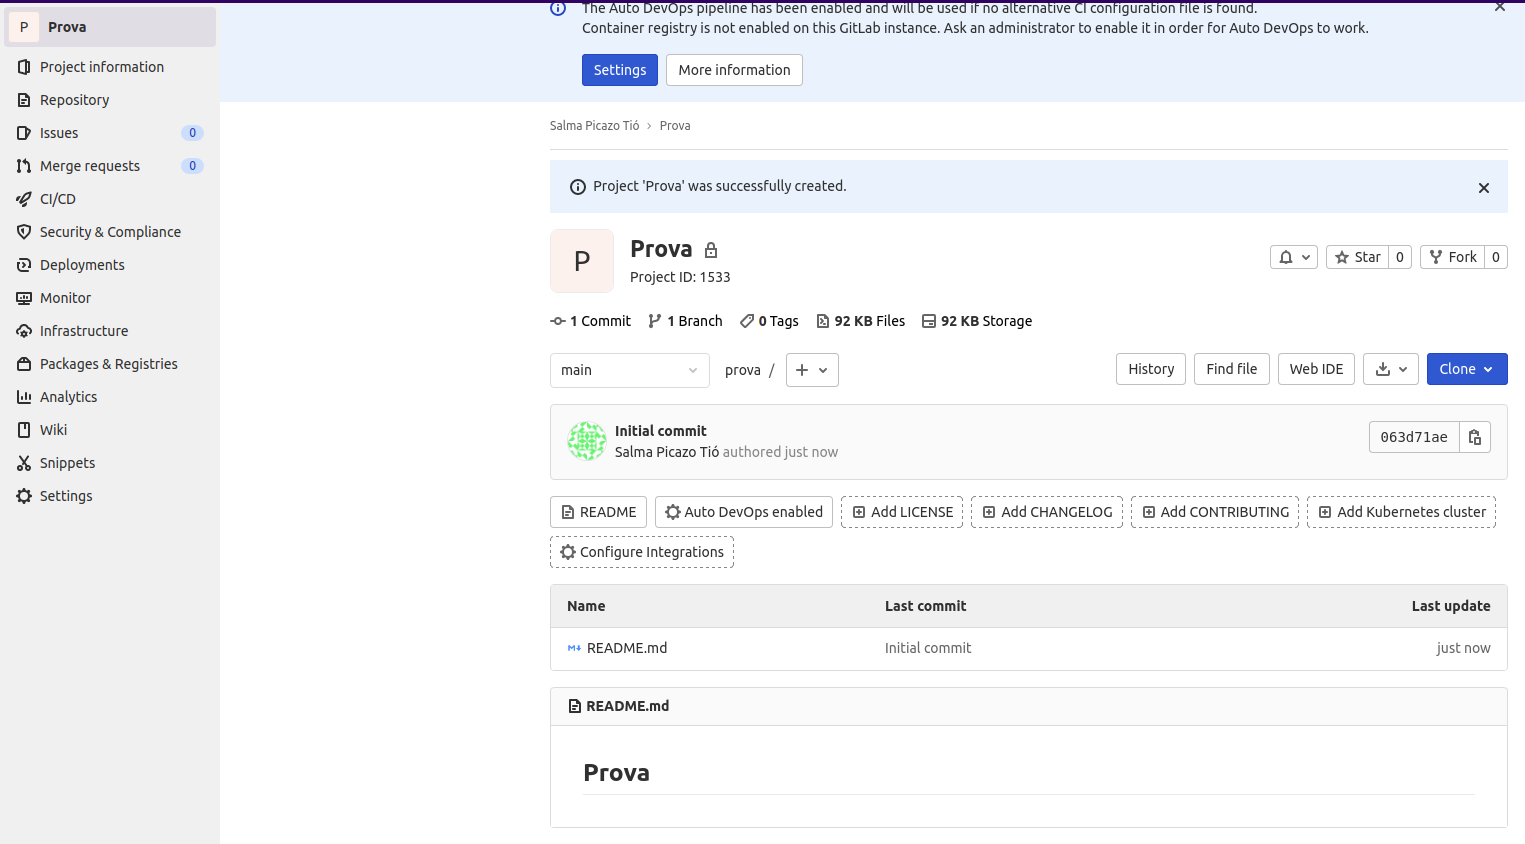 P Prova
Project information
Repository
Issues 0
Merge requests 0
CI/CD
Security & Compliance
Deployments
Monitor
Infrastructure
Packages & Registries
Analytics
Wiki
Snippets
Settings
The Auto DevOps pipeline has been enabled and will be used if no alternative CI configuration file is found.
Container registry is not enabled on this GitLab instance. Ask an administrator to enable it in order for Auto DevOps to work.
Settings More information
Salma Picazo Tió › Prova
Project 'Prova' was successfully created.
P
Prova
Project ID: 1533
Star 0 Fork 0
1 Commit 1 Branch 0 Tags 92 KB Files 92 KB Storage
main prova / + History Find file Web IDE Clone
Initial commit
Salma Picazo Tió authored just now
063d71ae
README Auto DevOps enabled Add LICENSE Add CHANGELOG Add CONTRIBUTING Add Kubernetes cluster
Configure Integrations
Name Last commit Last update
README.md Initial commit just now
README.md
Prova